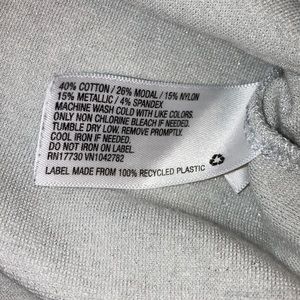 40% COTTON / 26% MODAL / 15% NYLON
15% METALLIC / 4% SPANDEX
MACHINE WASH COLD WITH LIKE COLORS.
ONLY NON CHLORINE BLEACH IF NEEDED.
TUMBLE DRY LOW. REMOVE PROMPTLY.
COOL IRON IF NEEDED.
DO NOT IRON ON LABEL.
RN17730 VN1042782
LABEL MADE FROM 100% RECYCLED PLASTIC